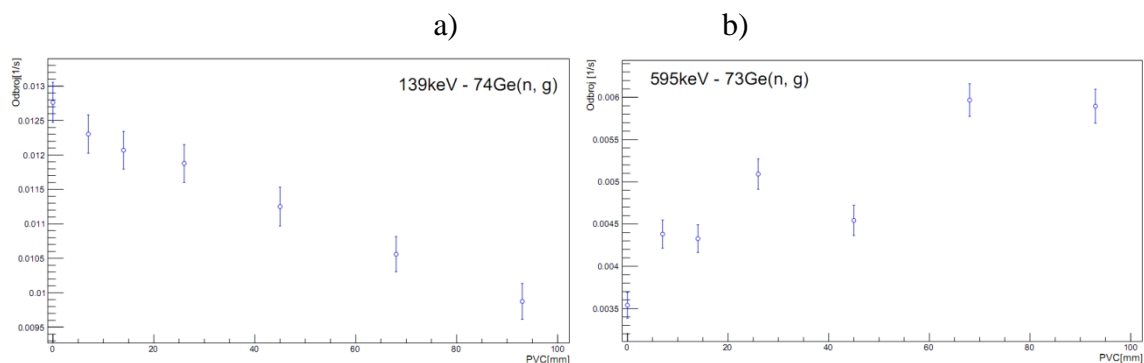 a)
b)
Odbroj[1/s]
139keV - 74Ge(n, g)
0.013
0.0125
0.012
0.0115
0.011
0.0105
0.01
0.0095
0 20 40 60 80 100
PVC[mm]
Odbroj [1/s]
595keV - 73Ge(n, g)
0.006
0.0055
0.005
0.0045
0.004
0.0035
0 20 40 60 80 100
PVC[mm]